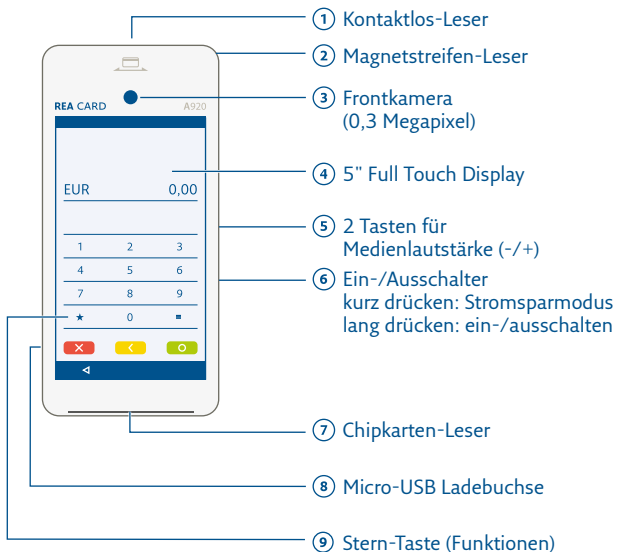 1 Kontaktlos-Leser
2 Magnetstreifen-Leser
3 Frontkamera
(0,3 Megapixel)
REA CARD A920
4 5" Full Touch Display
EUR 0,00
5 2 Tasten für
Medienlautstärke (-/+)
1 2 3
4 5 6
7 8 9
★ 0 ▪
6 Ein-/Ausschalter
kurz drücken: Stromsparmodus
lang drücken: ein-/ausschalten
7 Chipkarten-Leser
8 Micro-USB Ladebuchse
9 Stern-Taste (Funktionen)